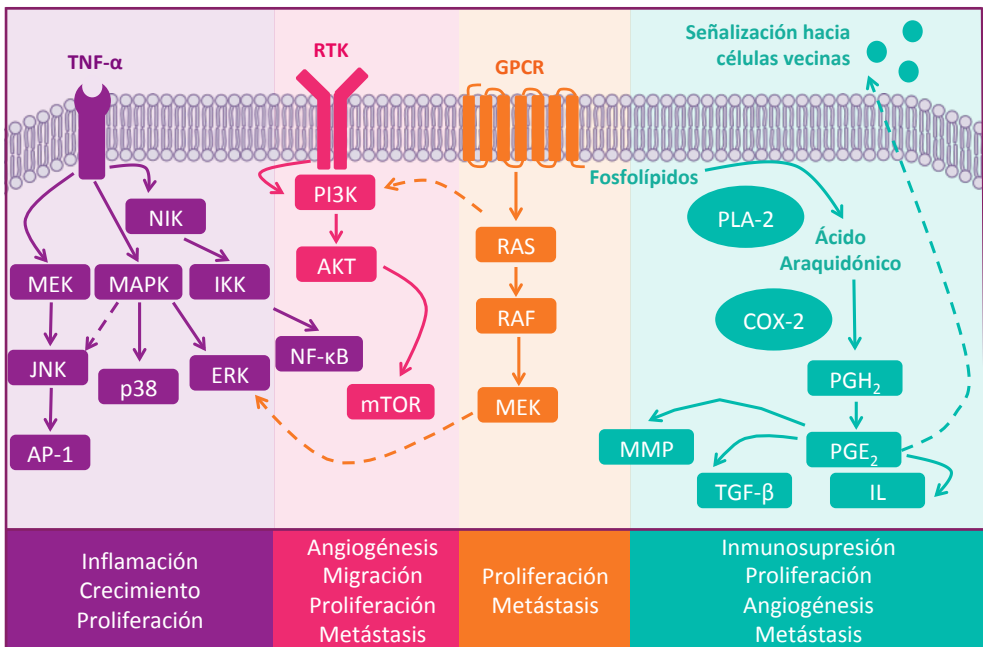 TNF-α
NIK
MEK
MAPK
IKK
JNK
p38
ERK
NF-κB
AP-1
Inflamación
Crecimiento
Proliferación
RTK
PI3K
AKT
mTOR
Angiogénesis
Migración
Proliferación
Metástasis
GPCR
RAS
RAF
MEK
Proliferación
Metástasis
Señalización hacia
células vecinas
Fosfolípidos
PLA-2
Ácido
Araquidónico
COX-2
PGH₂
PGE₂
MMP
TGF-β
IL
Inmunosupresión
Proliferación
Angiogénesis
Metástasis